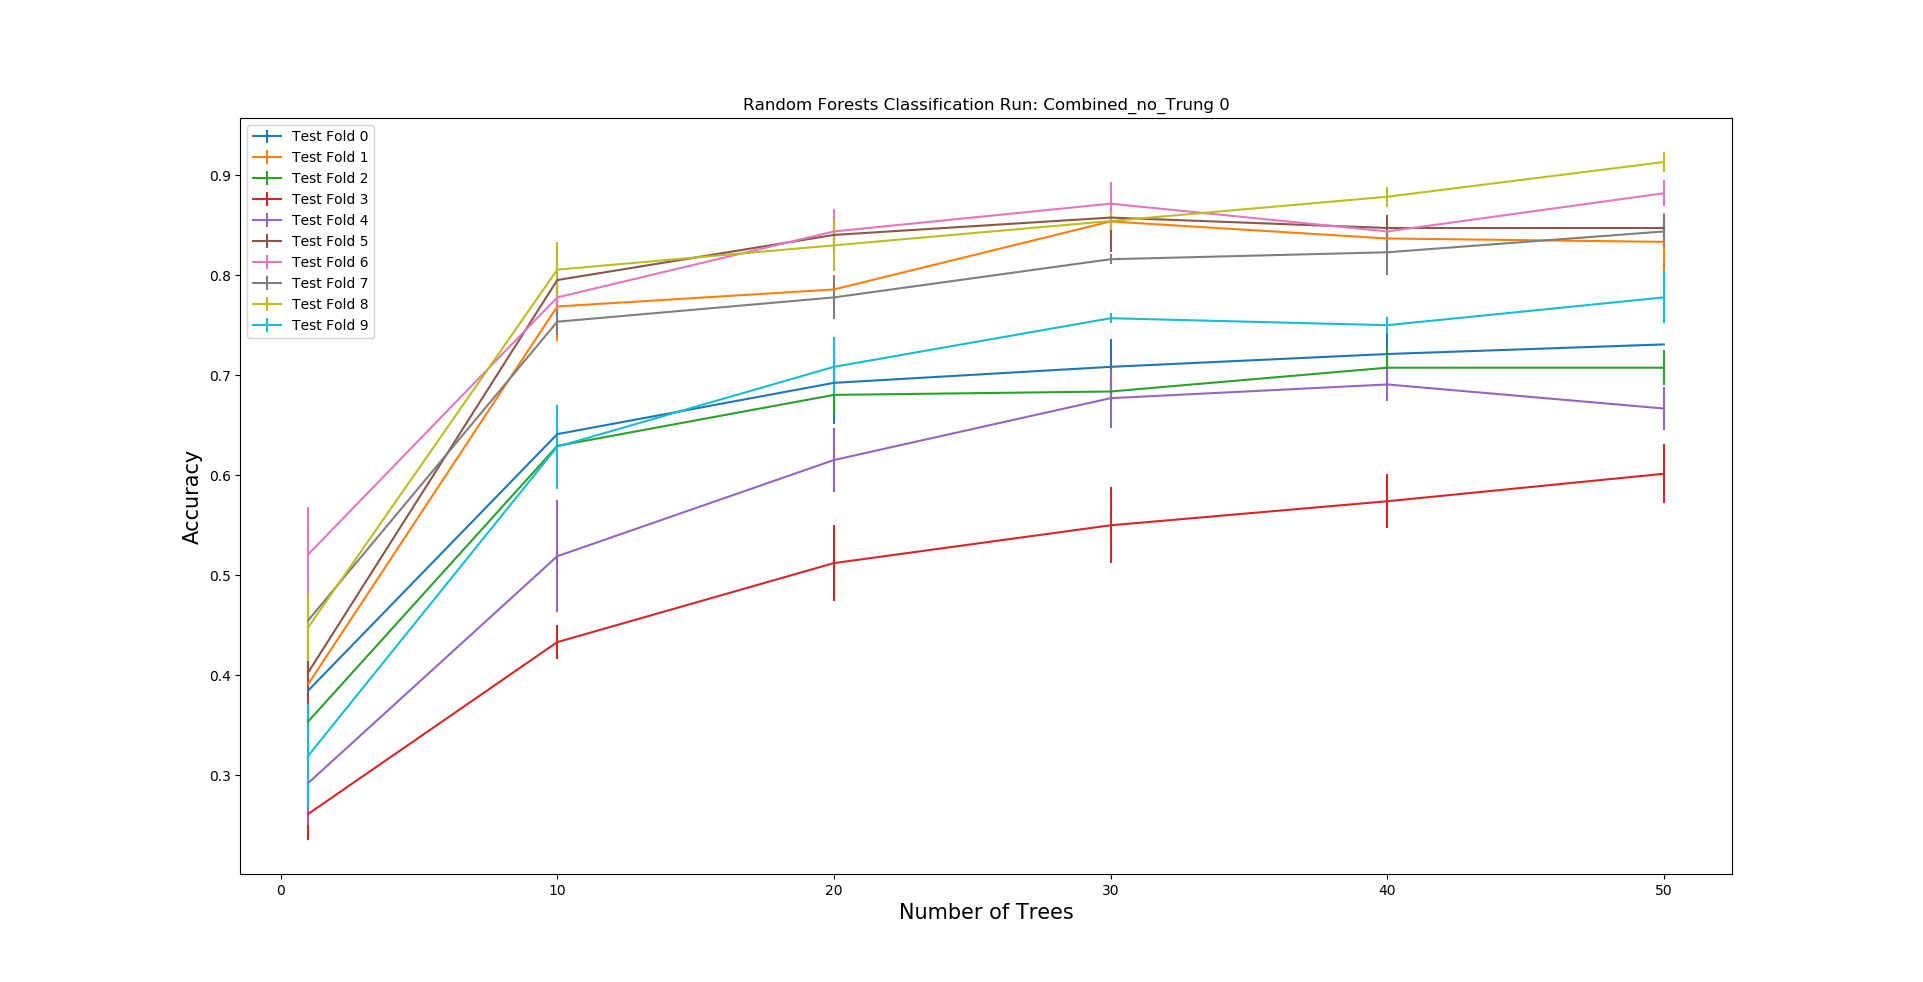 Random Forests Classification Run: Combined_no_Trung 0
Test Fold 0
Test Fold 1
Test Fold 2
Test Fold 3
Test Fold 4
Test Fold 5
Test Fold 6
Test Fold 7
Test Fold 8
Test Fold 9
Accuracy
0.9
0.8
0.7
0.6
0.5
0.4
0.3
0 10 20 30 40 50
Number of Trees